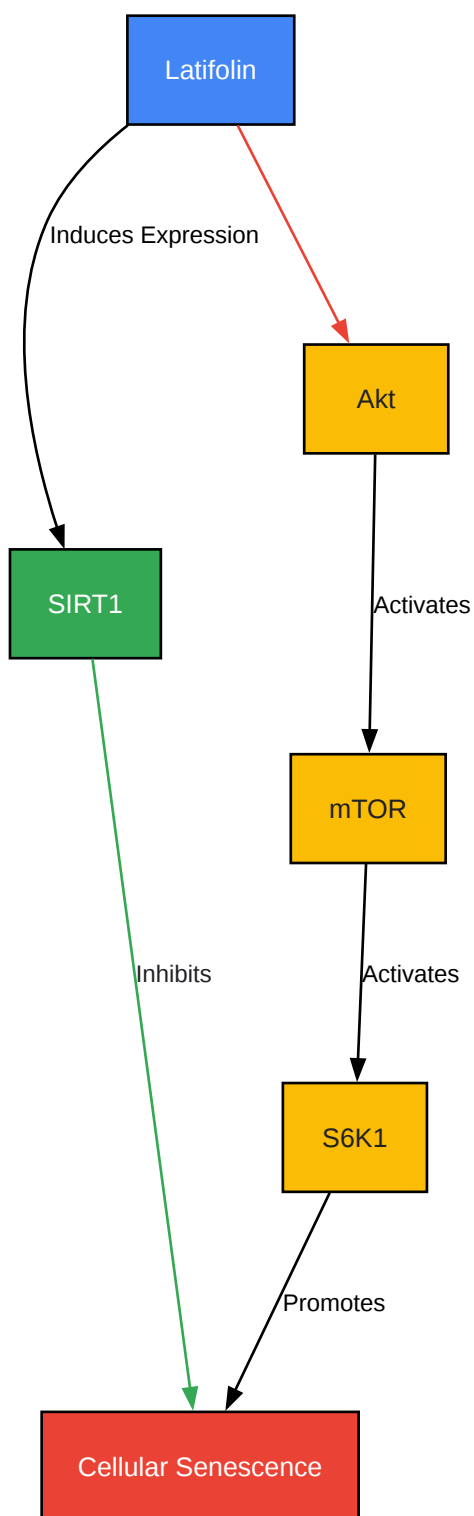 Latifolin
Induces Expression
Akt
SIRT1
Activates
mTOR
Inhibits
Activates
S6K1
Promotes
Cellular Senescence